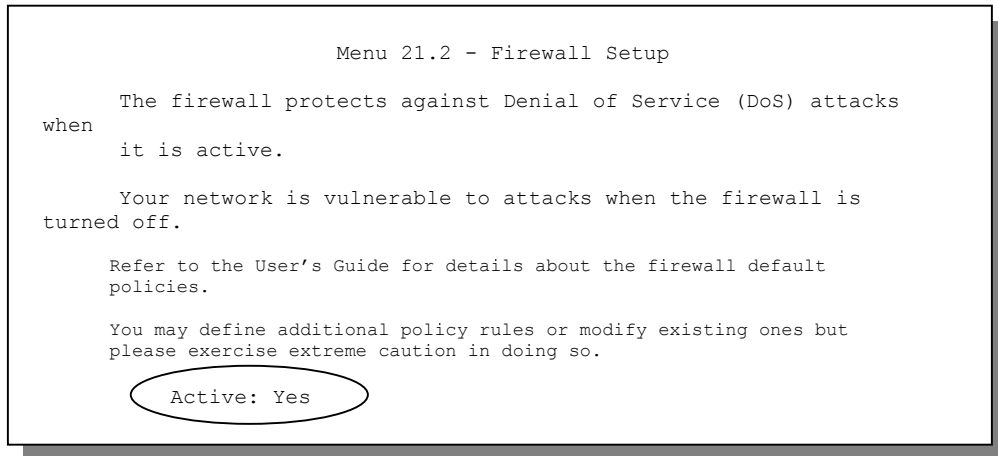 Menu 21.2 - Firewall Setup
The firewall protects against Denial of Service (DoS) attacks
when
it is active.
Your network is vulnerable to attacks when the firewall is
turned off.
Refer to the User’s Guide for details about the firewall default
policies.
You may define additional policy rules or modify existing ones but
please exercise extreme caution in doing so.
Active: Yes